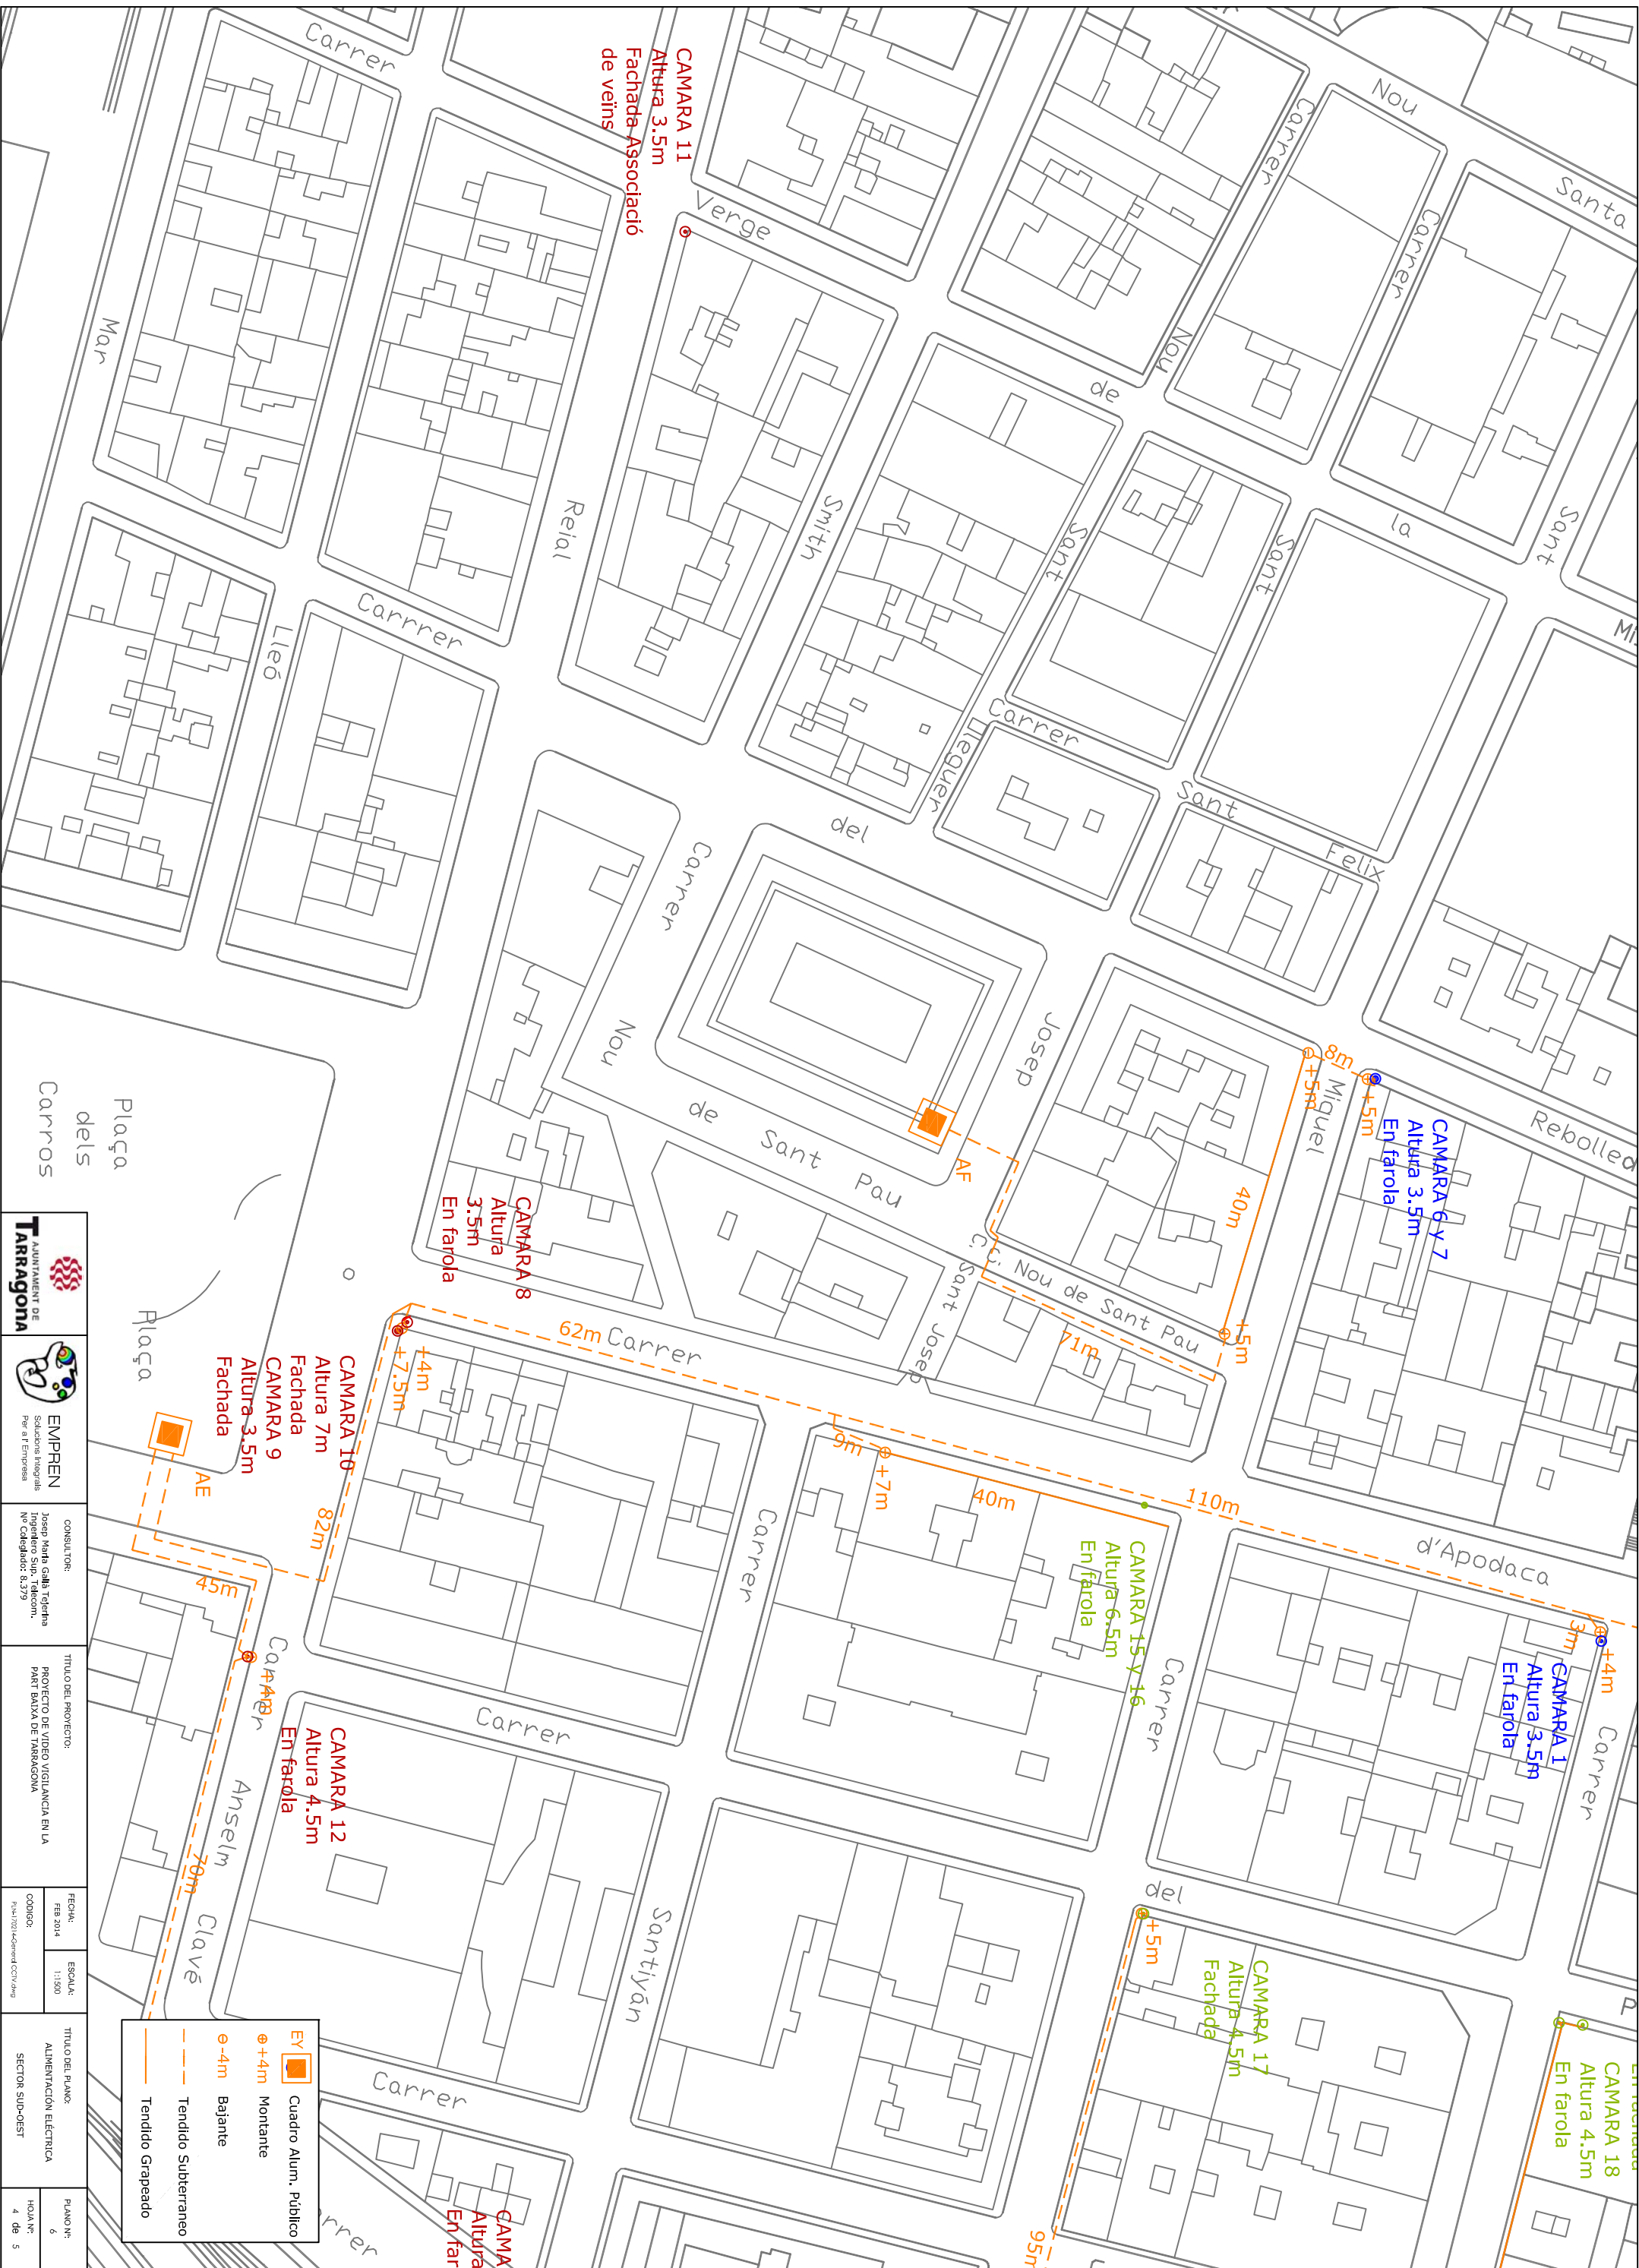 Carrer
CAMARA 11
Altura 3.5m
Fachada Associació
de veïns
Verge
Nou
Carrer
Santa
Carrer
Mar
Nou
de
Reial
Smith
Sant
Sant
la
Sant
Carrrer
Lleó
Carrer
Sant
Felix
del
Carrer
Josep
Nou
de
Sant
Pau
AF
8m
+5m
+5m
Miquel
40m
+5m
CAMARA 6 y 7
Altura 3.5m
En farola
C. Nou de Sant Pau
71m
Sant Josep
Plaça
dels
Carros
Plaça
CAMARA 8
Altura
3.5m
En farola
62m
Carrer
+4m
+7.5m
CAMARA 10
Altura 7m
Fachada
CAMARA 9
Altura 3.5m
Fachada
82m
AE
45m
9m
+7m
40m
110m
d'Apodaca
3m
+4m
CAMARA 15 y 16
Altura 6.5m
En farola
CAMARA 1
Altura 3.5m
En farola
Carrer
Carrer
Carrer
Carrer
Carrer
+4m
CAMARA 12
Altura 4.5m
En farola
Anselm
Clavé
70m
Santiyán
del
+5m
CAMARA 17
Altura 4.5m
Fachada
CAMARA 18
Altura 4.5m
En farola
95m
Carrer
EY
Cuadro Alum. Público
+4m
Montante
-4m
Bajante
Tendido Subterraneo
Tendido Grapeado
AJUNTAMENT DE
TARRAGONA
EMPREN
Solucions Integrals
Per a l' Empresa
CONSULTOR:
Josep Maria Gallà Tejerina
Ingeniero Sup. Telecom.
Nº Colegiado: 8.379
TÍTULO DEL PROYECTO:
PROYECTO DE VIDEO VIGILANCIA EN LA
PART BAIXA DE TARRAGONA
FECHA:
FEB 2014
ESCALA:
1:1500
CÓDIGO:
TÍTULO DEL PLANO:
ALIMENTACIÓN ELÉCTRICA
SECTOR SUD-OEST
PLANO Nº:
6
HOJA Nº:
4 de 5